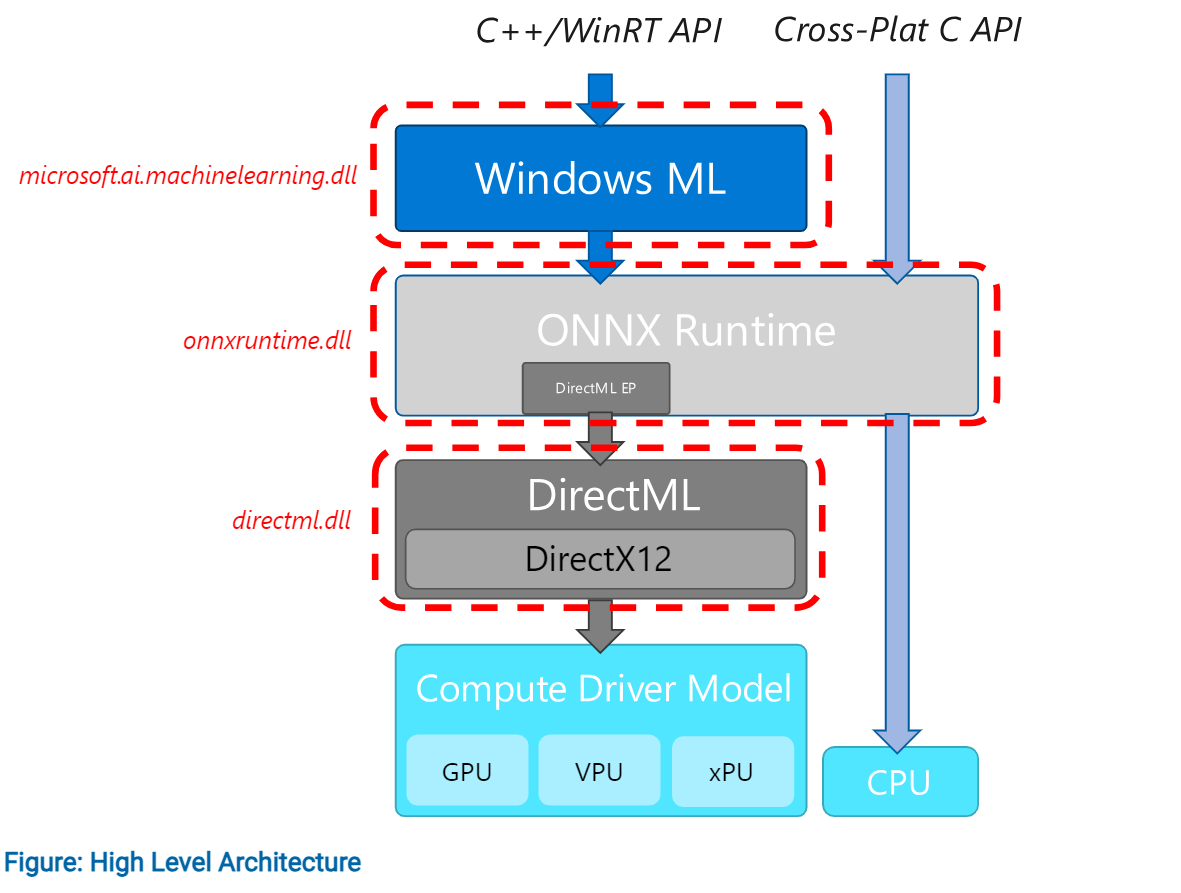 C++/WinRT API
Cross-Plat C API
microsoft.ai.machinelearning.dll
Windows ML
onnxruntime.dll
ONNX Runtime
DirectML EP
directml.dll
DirectML
DirectX12
Compute Driver Model
GPU
VPU
xPU
CPU
Figure: High Level Architecture